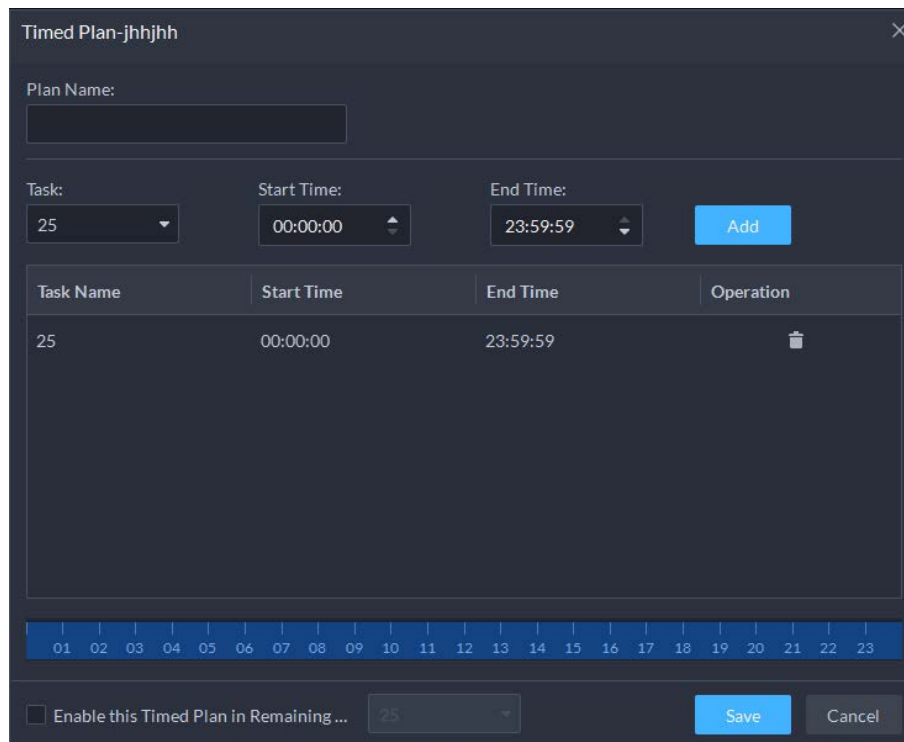 Timed Plan-jhhjhh
Plan Name:
Task: Start Time: End Time:
25 00:00:00 23:59:59 Add
Task Name Start Time End Time Operation
25 00:00:00 23:59:59
01 02 03 04 05 06 07 08 09 10 11 12 13 14 15 16 17 18 19 20 21 22 23
Enable this Timed Plan in Remaining ... 25 Save Cancel